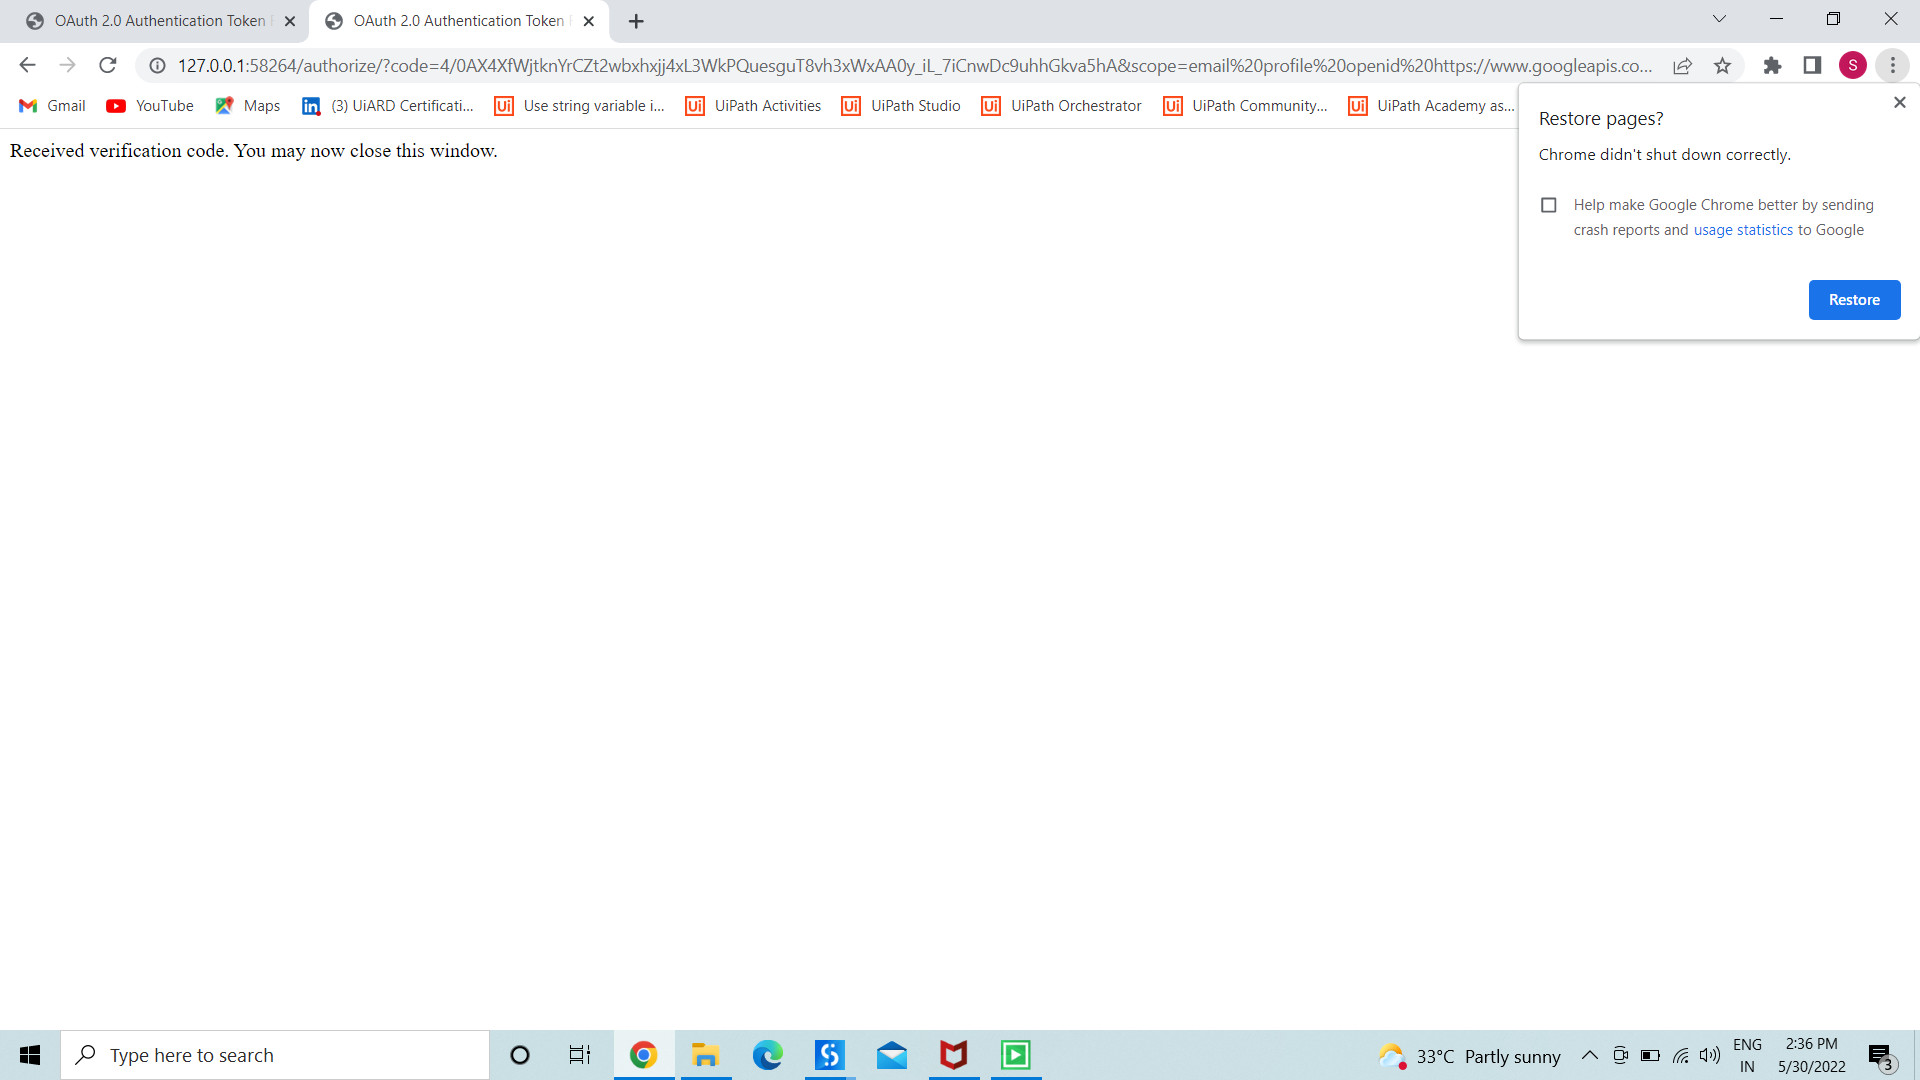 OAuth 2.0 Authentication Token
OAuth 2.0 Authentication Token
127.0.0.1:58264/authorize/?code=4/0AX4XfWjtknYrCZt2wbxhxjj4xL3WkPQuesguT8vh3xWxAA0y_iL_7iCnwDc9uhhGkva5hA&scope=email%20profile%20openid%20https://www.googleapis.co...
S
Gmail
YouTube
Maps
(3) UiARD Certificati...
Use string variable i...
UiPath Activities
UiPath Studio
UiPath Orchestrator
UiPath Community...
UiPath Academy as...
Received verification code. You may now close this window.
Restore pages?
Chrome didn't shut down correctly.
Help make Google Chrome better by sending
crash reports and usage statistics to Google
Restore
Type here to search
33°C Partly sunny
ENG
IN
2:36 PM
5/30/2022
3